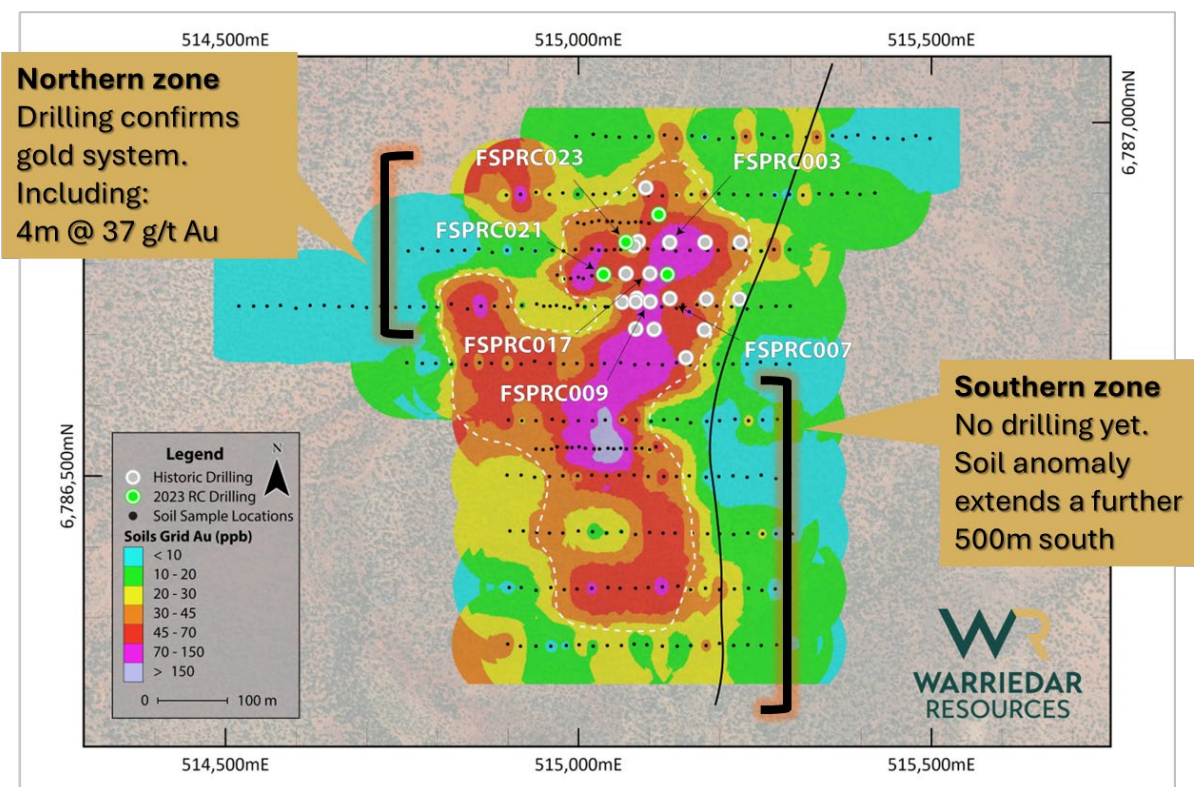 514,500mE
515,000mE
515,500mE
Northern zone
Drilling confirms
gold system.
Including:
4m @ 37 g/t Au
6,787,000mN
FSPRC023
FSPRC003
FSPRC021
FSPRC017
FSPRC007
FSPRC009
Southern zone
No drilling yet.
Soil anomaly
extends a further
500m south
6,786,500mN
Legend
N
Historic Drilling
2023 RC Drilling
Soil Sample Locations
Soils Grid Au (ppb)
< 10
10 - 20
20 - 30
30 - 45
45 - 70
70 - 150
> 150
0
100 m
WR
WARRIEDAR
RESOURCES
514,500mE
515,000mE
515,500mE